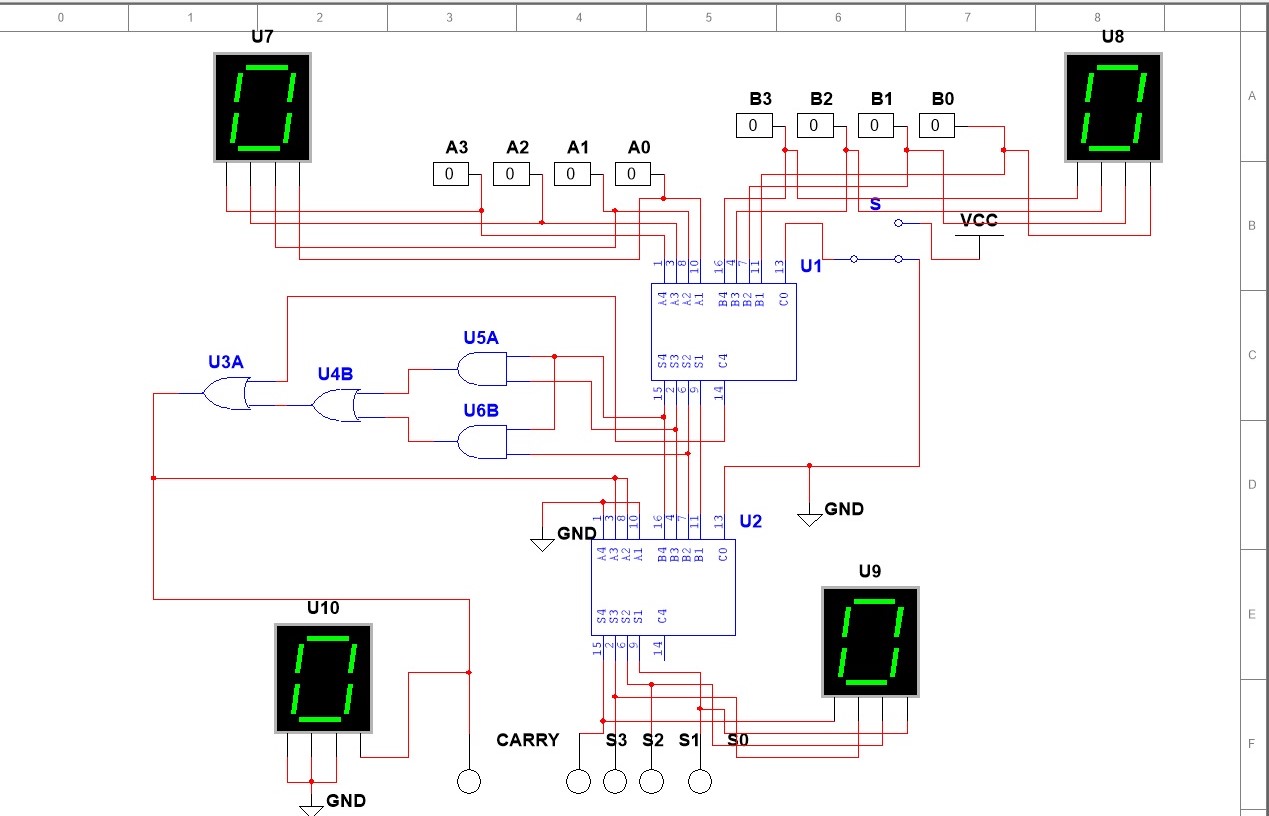 0 1 2 3 4 5 6 7 8
U7 U8
B3 B2 B1 B0
0 0 0 0
A
A3 A2 A1 A0
0 0 0 0
S
VCC
B
1 3 8 10 16 4 7 11 13
U1
A4 A3 A2 A1 B4 B3 B2 B1 C0
U5A
C
U3A
U4B
S4 S3 S2 S1 C4
15 2 6 9 14
U6B
D
GND
1 3 8 10 16 4 7 11 13
U2
GND
A4 A3 A2 A1 B4 B3 B2 B1 C0
U9
U10
S4 S3 S2 S1 C4
E
15 2 6 9 14
CARRY S3 S2 S1 S0
F
GND